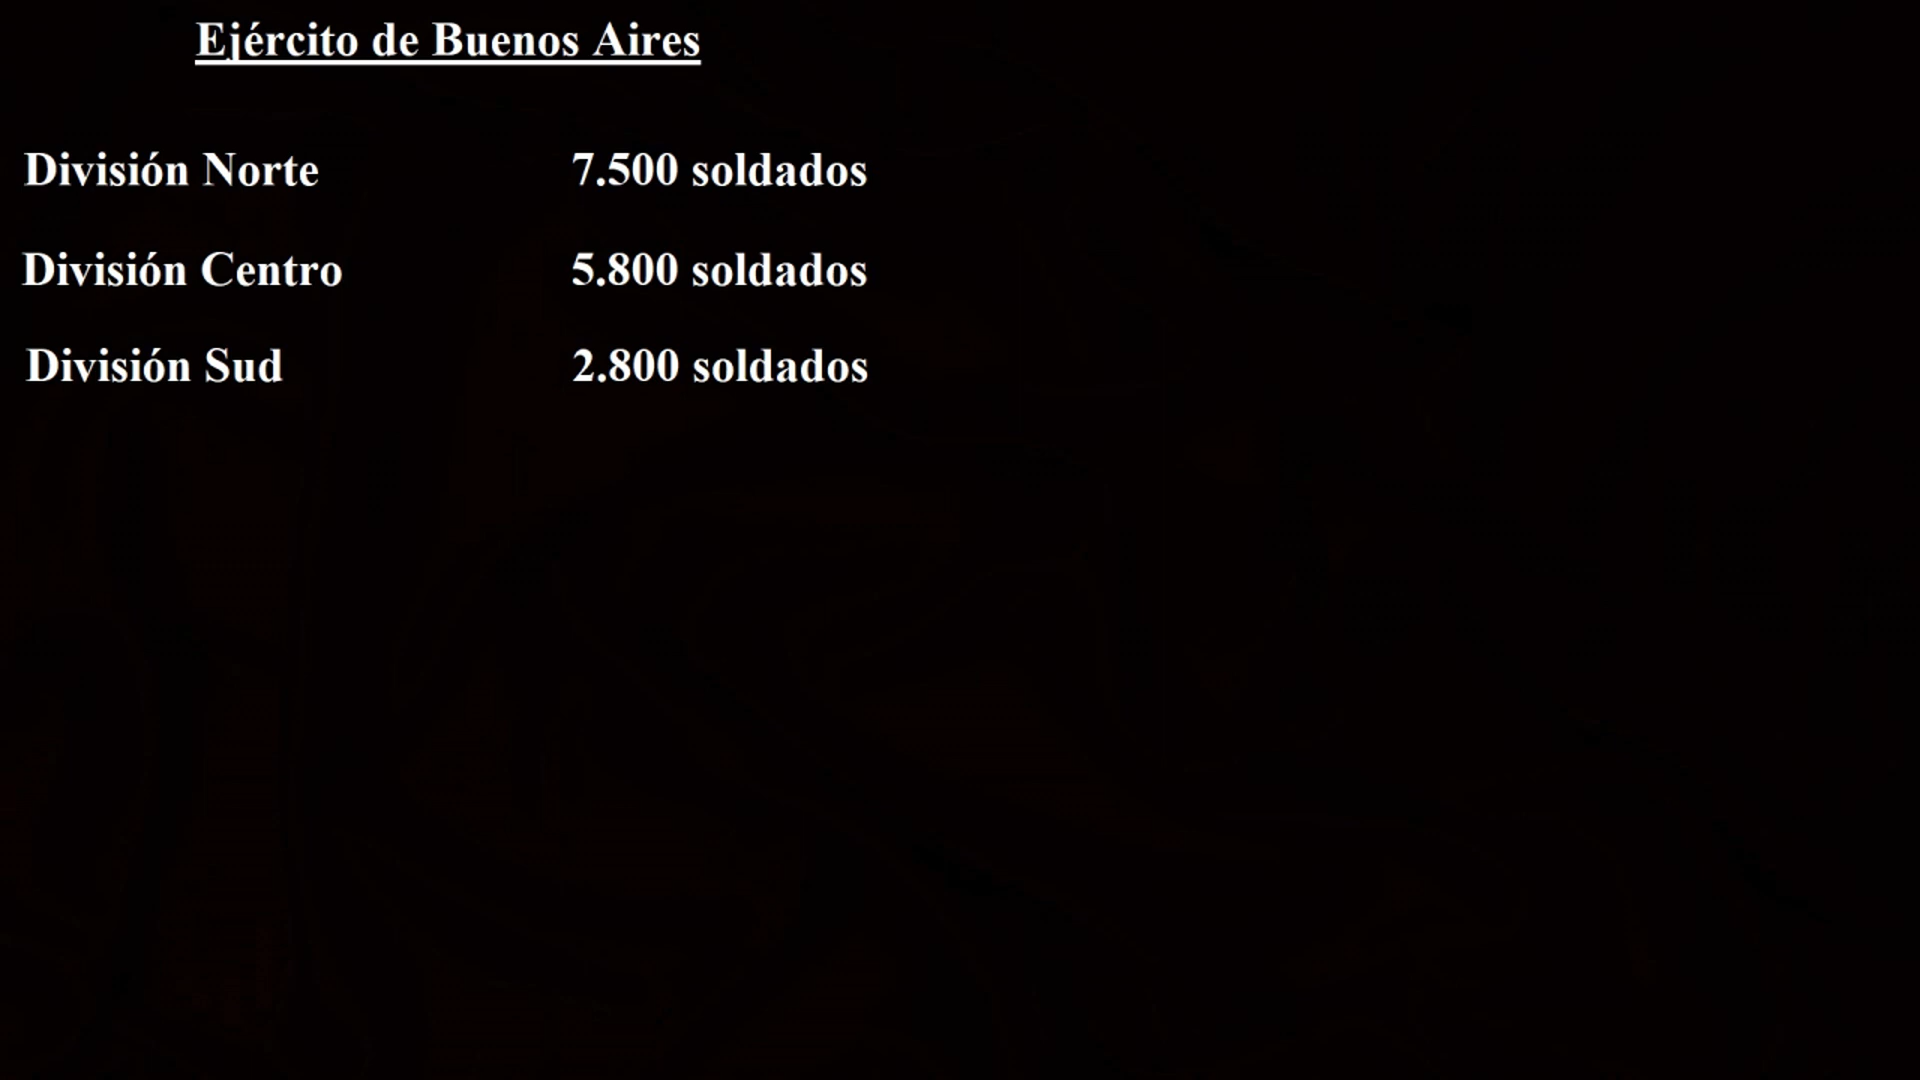 Ejército de Buenos Aires
División Norte 7.500 soldados
División Centro 5.800 soldados
División Sud 2.800 soldados